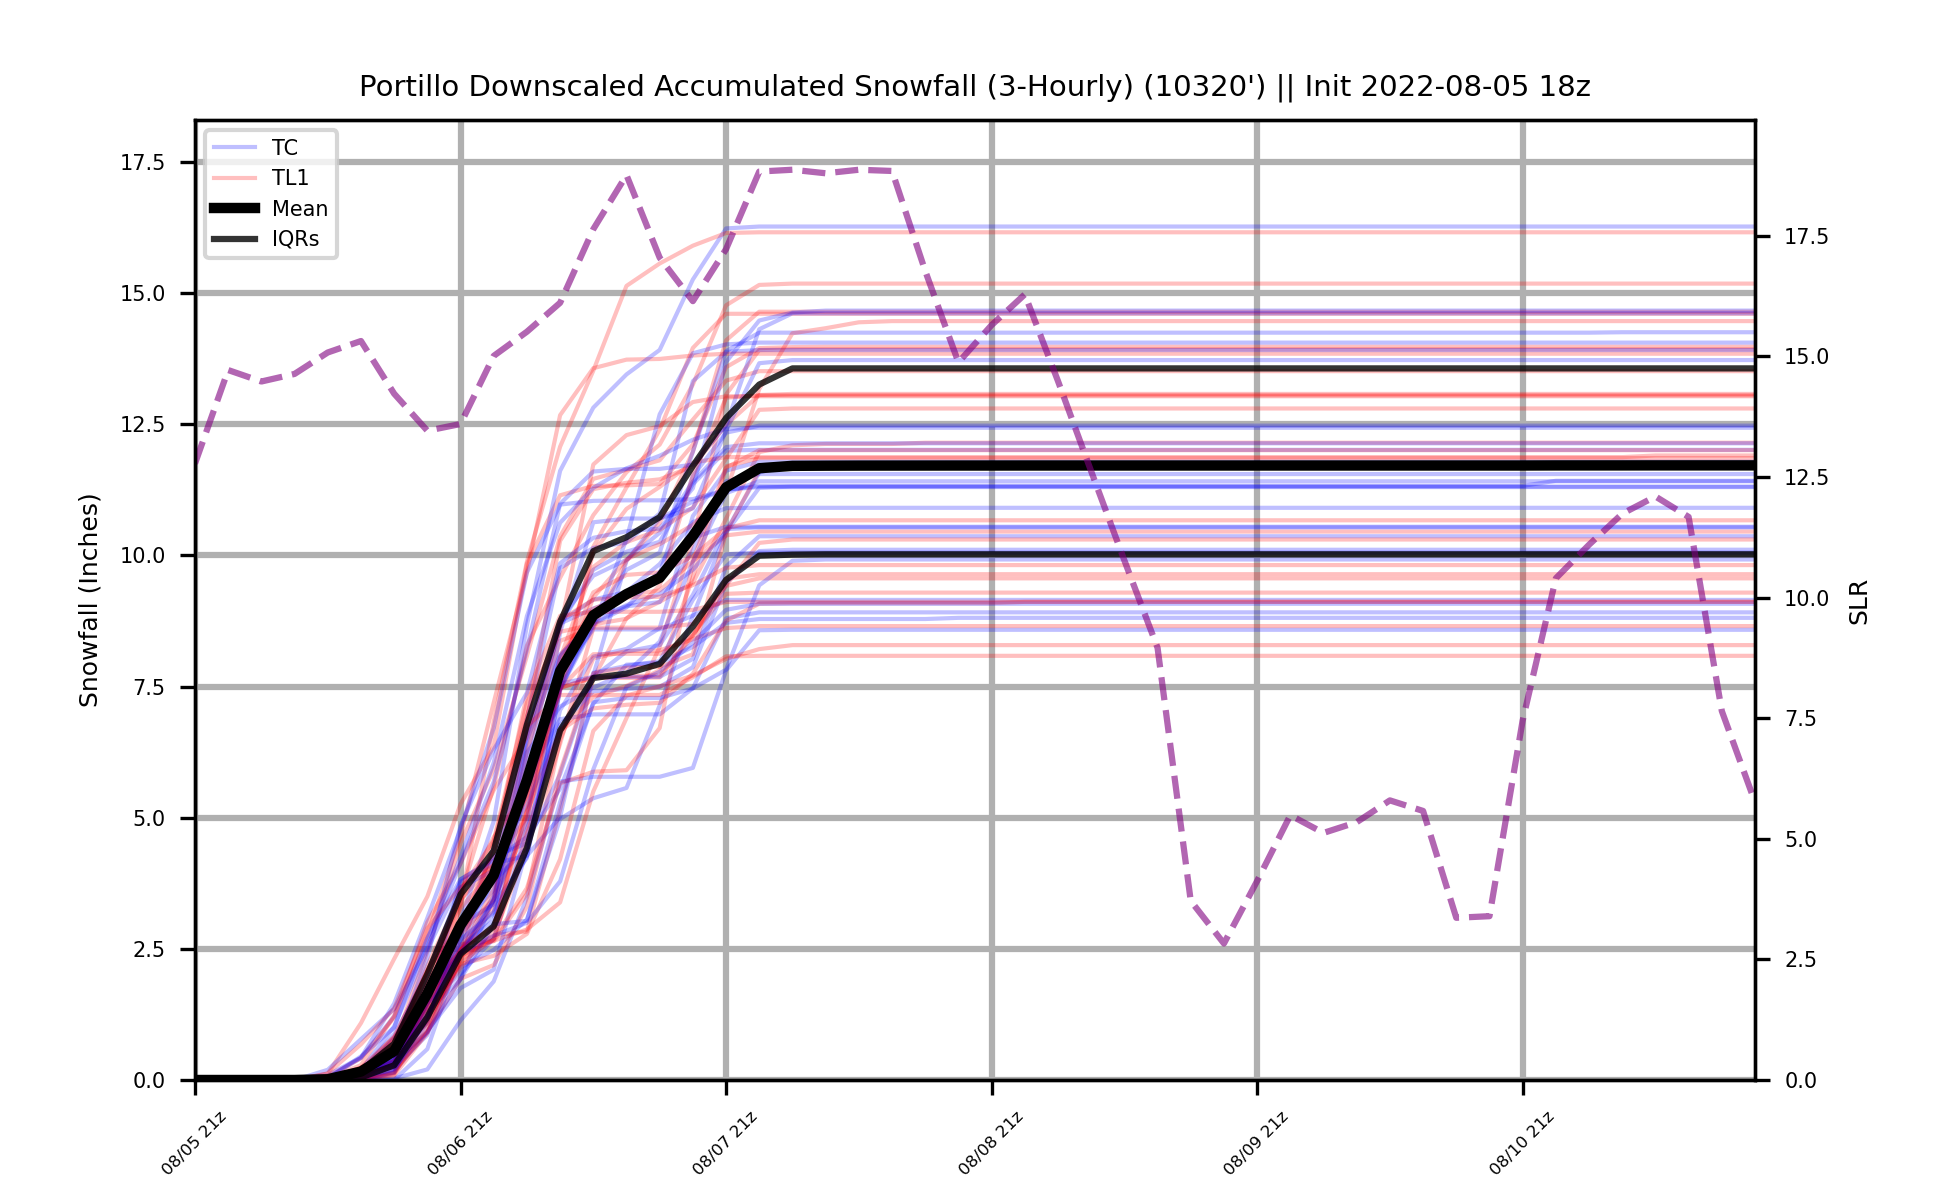 Portillo Downscaled Accumulated Snowfall (3-Hourly) (10320') || Init 2022-08-05 18z
TC
TL1
Mean
IQRs
Snowfall (Inches)
17.5
15.0
12.5
10.0
7.5
5.0
2.5
0.0
SLR
17.5
15.0
12.5
10.0
7.5
5.0
2.5
0.0
08/05 21z
08/06 21z
08/07 21z
08/08 21z
08/09 21z
08/10 21z